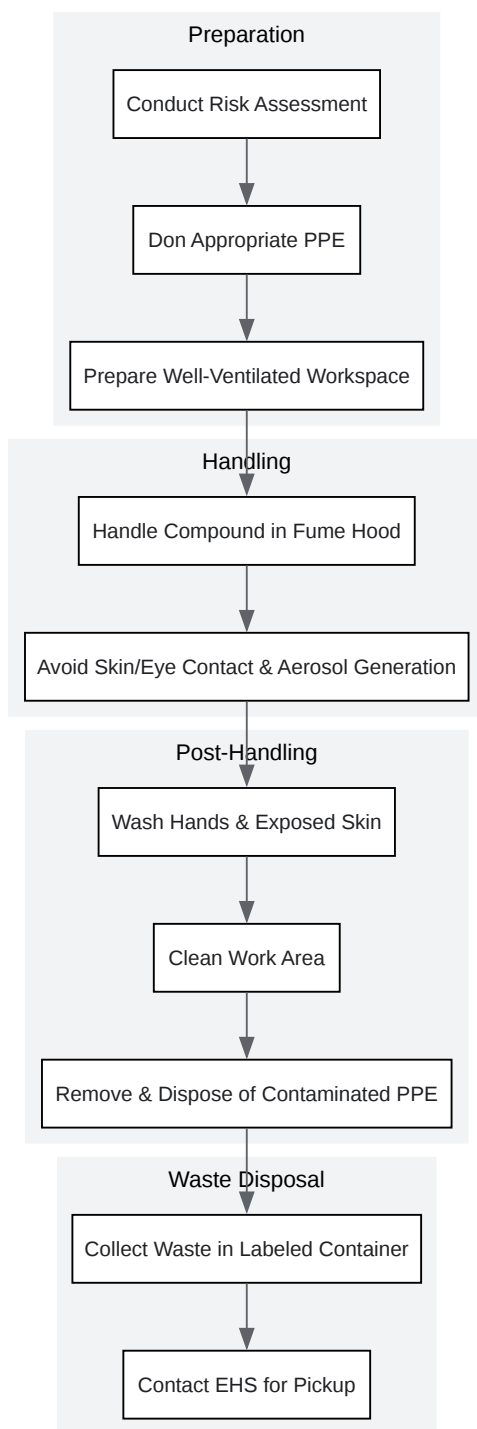 Preparation
Conduct Risk Assessment
Don Appropriate PPE
Prepare Well-Ventilated Workspace
Handling
Handle Compound in Fume Hood
Avoid Skin/Eye Contact & Aerosol Generation
Post-Handling
Wash Hands & Exposed Skin
Clean Work Area
Remove & Dispose of Contaminated PPE
Waste Disposal
Collect Waste in Labeled Container
Contact EHS for Pickup